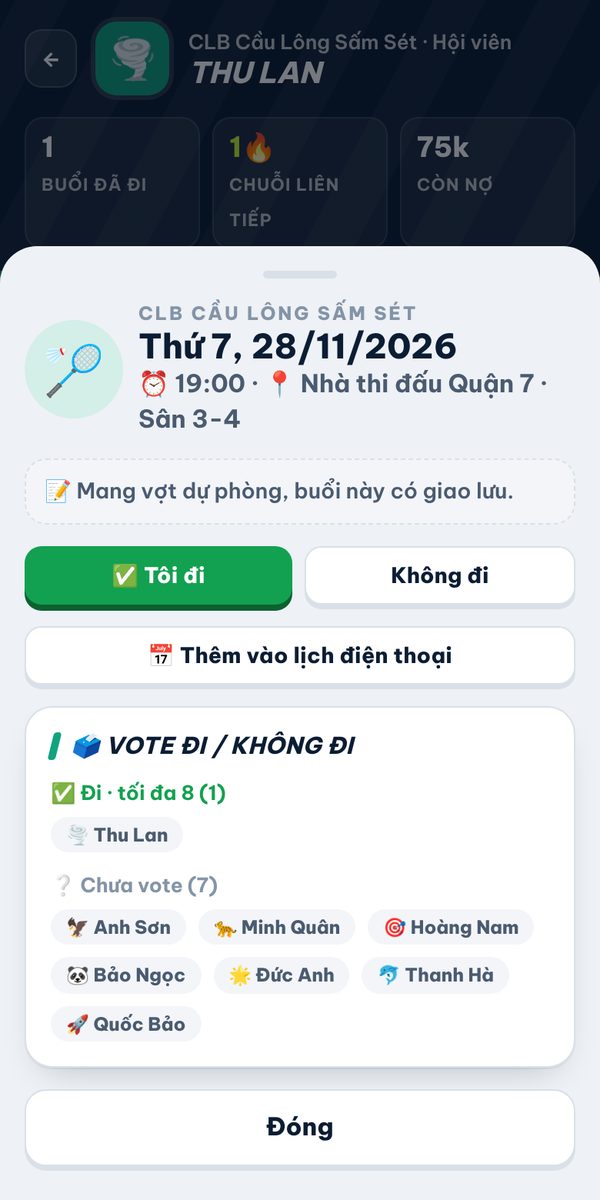 CLB Cầu Lông Sấm Sét · Hội viên
THU LAN
1
BUỔI ĐÃ ĐI
1🔥
CHUỖI LIÊN
TIẾP
75k
CÒN NỢ
CLB CẦU LÔNG SẤM SÉT
Thứ 7, 28/11/2026
⏰ 19:00 · 📍 Nhà thi đấu Quận 7 ·
Sân 3-4
📝 Mang vợt dự phòng, buổi này có giao lưu.
✅ Tôi đi
Không đi
📅 Thêm vào lịch điện thoại
🗳️ VOTE ĐI / KHÔNG ĐI
✅ Đi · tối đa 8 (1)
🌪️ Thu Lan
❔ Chưa vote (7)
🦅 Anh Sơn
🐆 Minh Quân
🎯 Hoàng Nam
🐼 Bảo Ngọc
🌟 Đức Anh
🐬 Thanh Hà
🚀 Quốc Bảo
Đóng